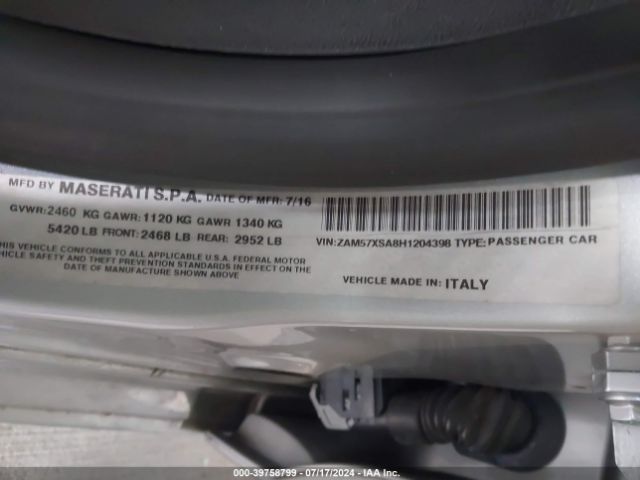 MFD BY MASERATI S.P.A. DATE OF MFR: 7/16
GVWR:2460 KG GAWR:1120 KG GAWR 1340 KG
5420 LB FRONT: 2468 LB REAR: 2952 LB
THIS VEHICLE CONFORMS TO ALL APPLICABLE U.S.A. FEDERAL MOTOR
VEHICLE SAFETY AND THEFT PREVENTION STANDARDS IN EFFECT ON THE
DATE OF MANUFACTURE SHOWN ABOVE
VIN:ZAM57XSA8H1204398 TYPE:PASSENGER CAR
VEHICLE MADE IN: ITALY
000-39758799 - 07/17/2024 - IAA Inc.